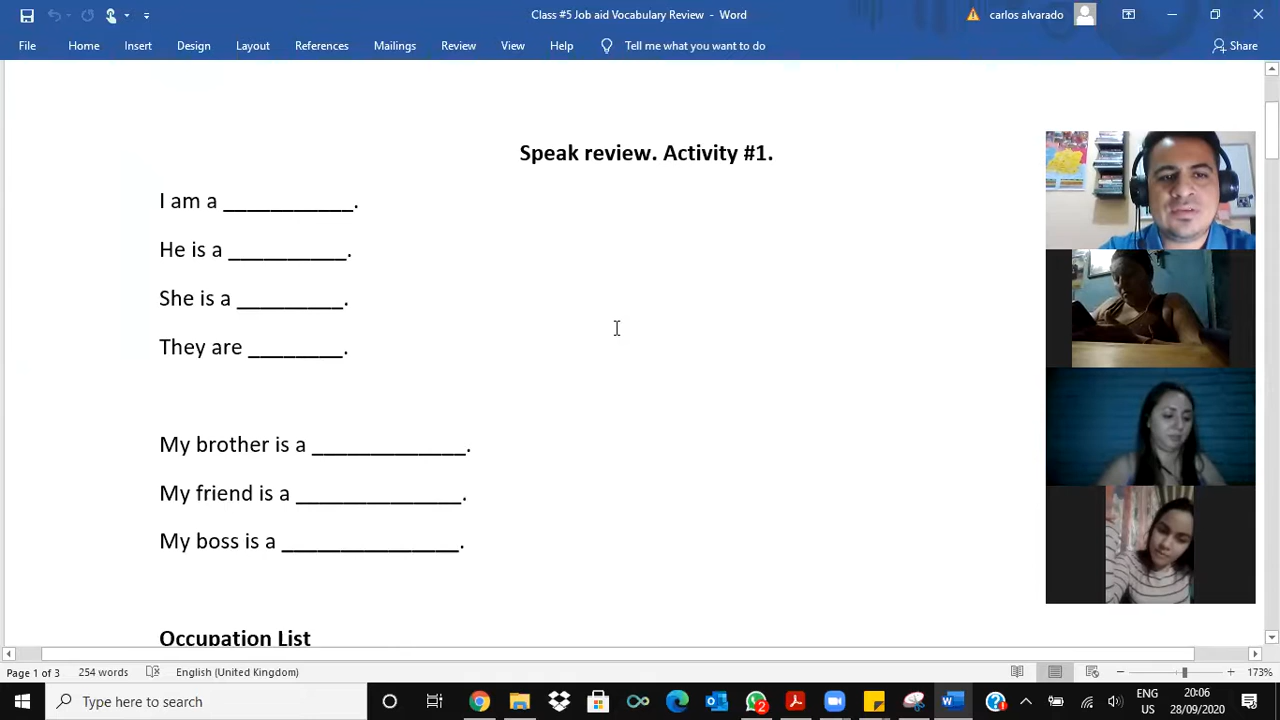 Class #5 Job aid Vocabulary Review - Word
carlos alvarado
File Home Insert Design Layout References Mailings Review View Help Tell me what you want to do Share
Speak review. Activity #1.
I am a ___________.
He is a __________.
She is a _________.
They are ________.
My brother is a _____________.
My friend is a ______________.
My boss is a _______________.
Occupation List
Page 1 of 3 254 words English (United Kingdom) 173%
Type here to search
2
ENG
20:06
28/09/2020